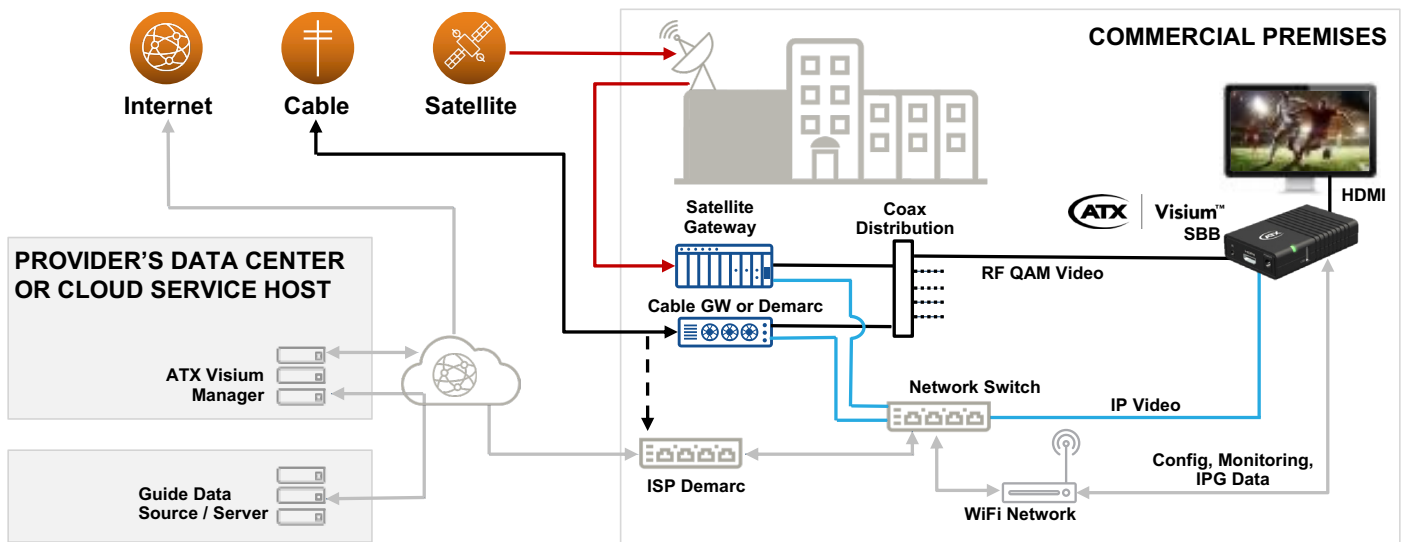 COMMERCIAL PREMISES
Internet
Cable
Satellite
HDMI
Satellite
Gateway
Coax
Distribution
ATX
Visium™
SBB
ATX
PROVIDER'S DATA CENTER
OR CLOUD SERVICE HOST
RF QAM Video
Cable GW or Demarc
ATX Visium
Manager
Network Switch
IP Video
Guide Data
Source / Server
ISP Demarc
Config, Monitoring,
IPG Data
WiFi Network